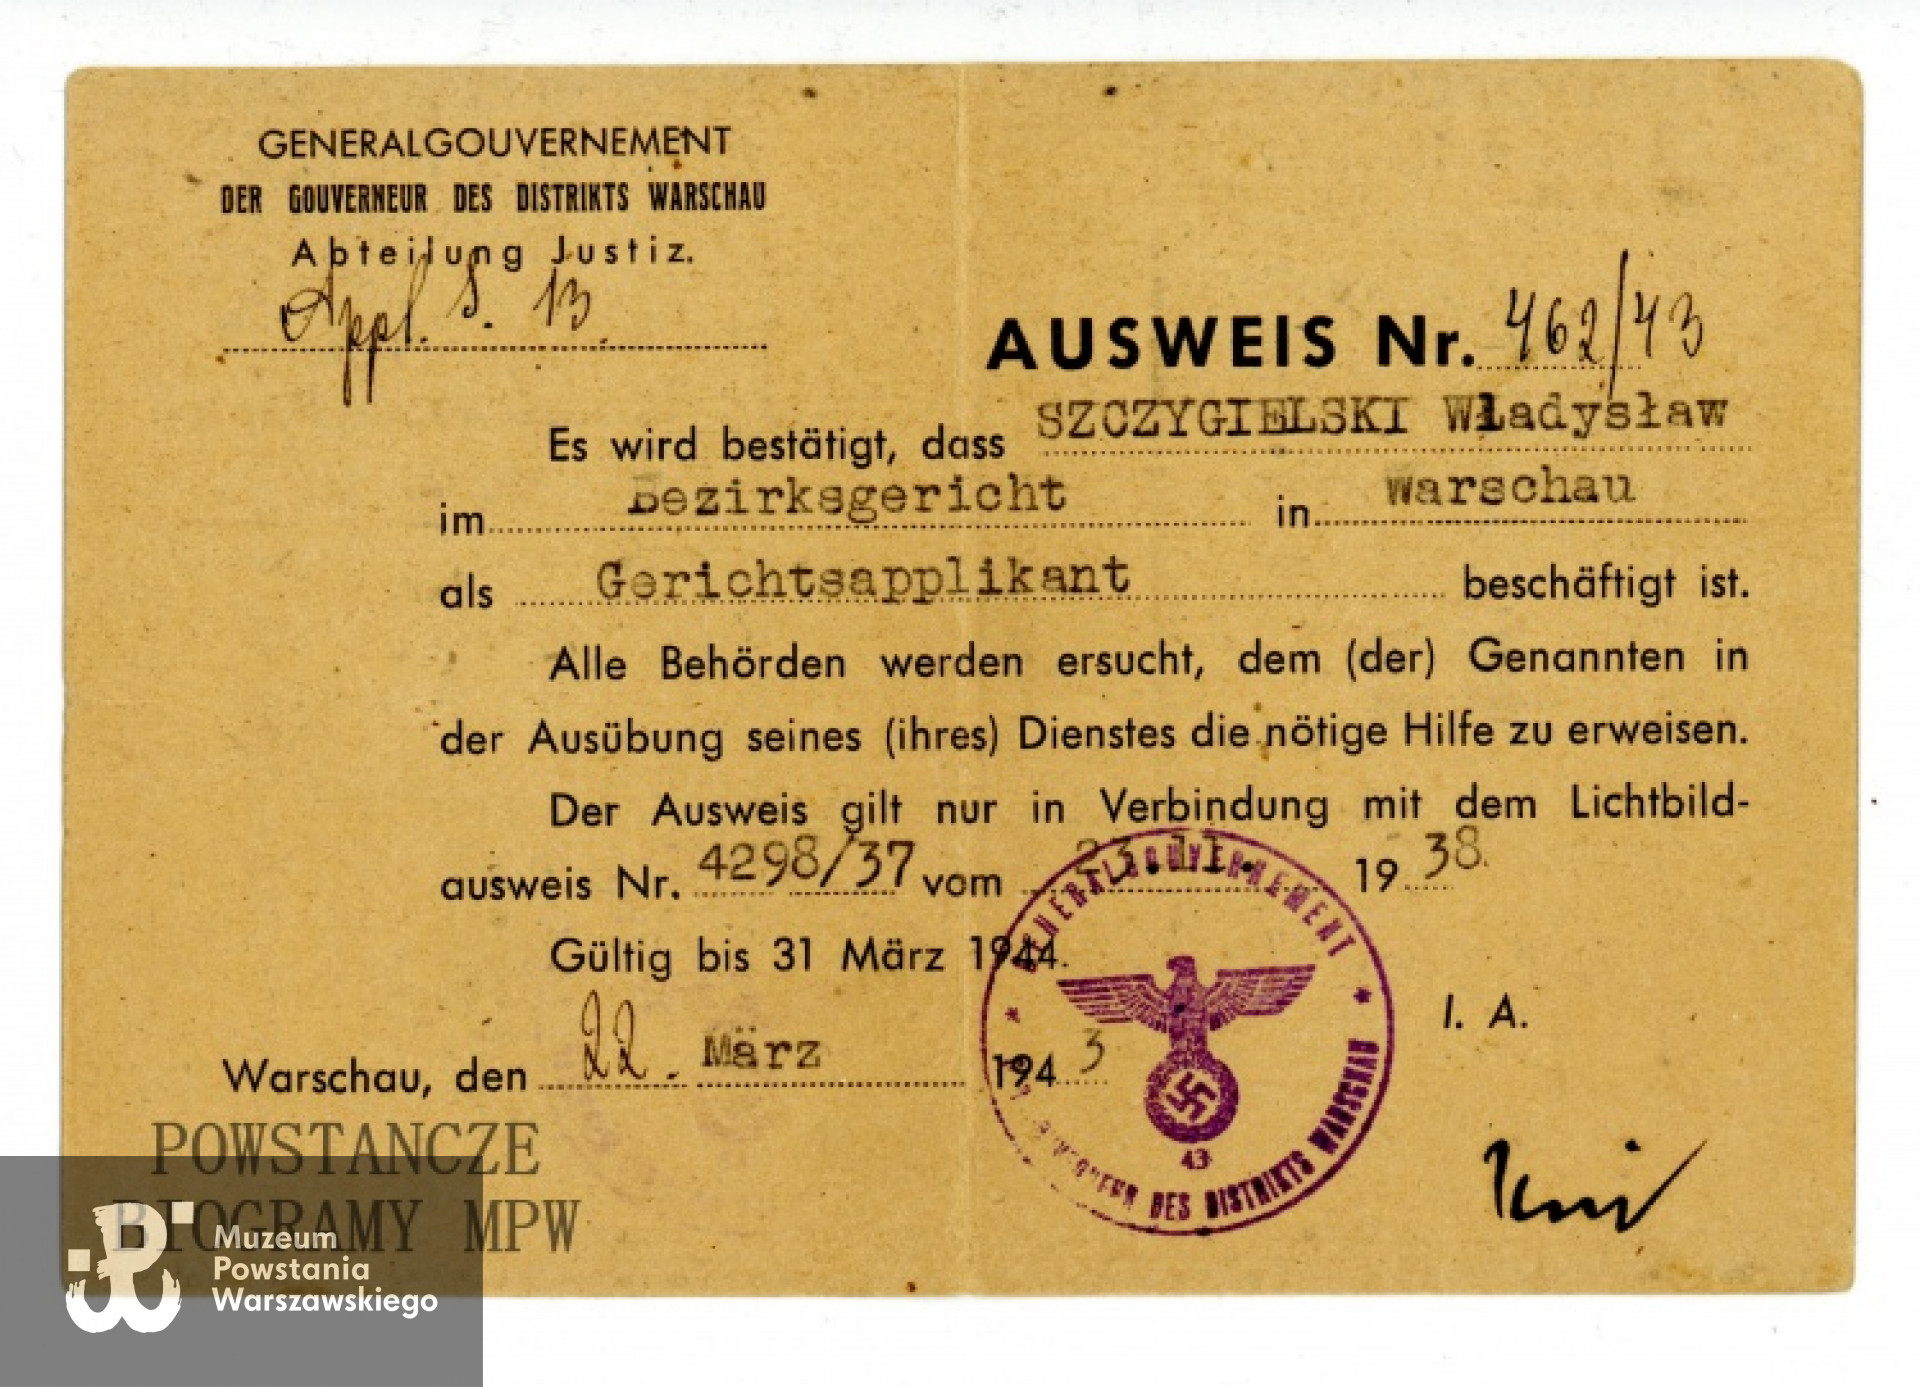 GENERALGOUVERNEMENT
DER GOUVERNEUR DES DISTRIKTS WARSCHAU
Abteilung Justiz.
Appl. S. 13.
AUSWEIS Nr. 462/43
Es wird bestätigt, dass SZCZYGIELSKI Władysław
im Bezirksgericht in Warschau
als Gerichtsapplikant beschäftigt ist.
Alle Behörden werden ersucht, dem (der) Genannten in
der Ausübung seines (ihres) Dienstes die nötige Hilfe zu erweisen.
Der Ausweis gilt nur in Verbindung mit dem Lichtbild-
ausweis Nr. 4298/37 vom 23.11. 1938.
Gültig bis 31 März 1944.
I. A.
Warschau, den 22. März 1943
GENERALGOUVERNEMENT
DES DISTRIKTS WARSCHAU
43
POWSTANCZE
BIOGRAMY MPW
Muzeum
Powstania
Warszawskiego